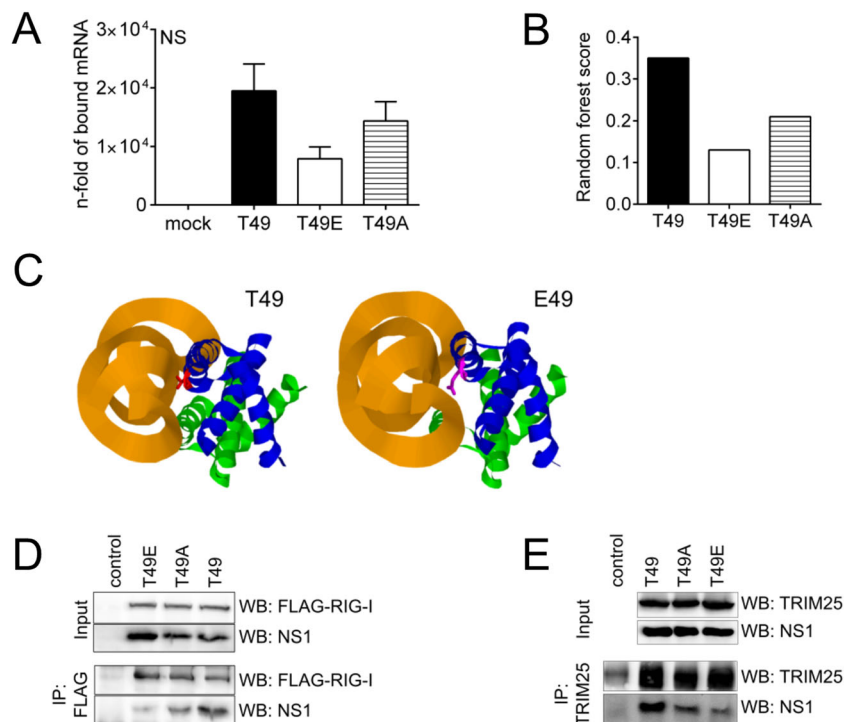 A
n-fold of bound mRNA
3×10⁴
2×10⁴
1×10⁴
0
NS
mock T49 T49E T49A
B
Random forest score
0.4
0.3
0.2
0.1
0.0
T49 T49E T49A
C
T49
E49
D
control T49E T49A T49
Input
WB: FLAG-RIG-I
WB: NS1
IP:
FLAG
WB: FLAG-RIG-I
WB: NS1
E
control T49 T49A T49E
Input
WB: TRIM25
WB: NS1
IP:
TRIM25
WB: TRIM25
WB: NS1